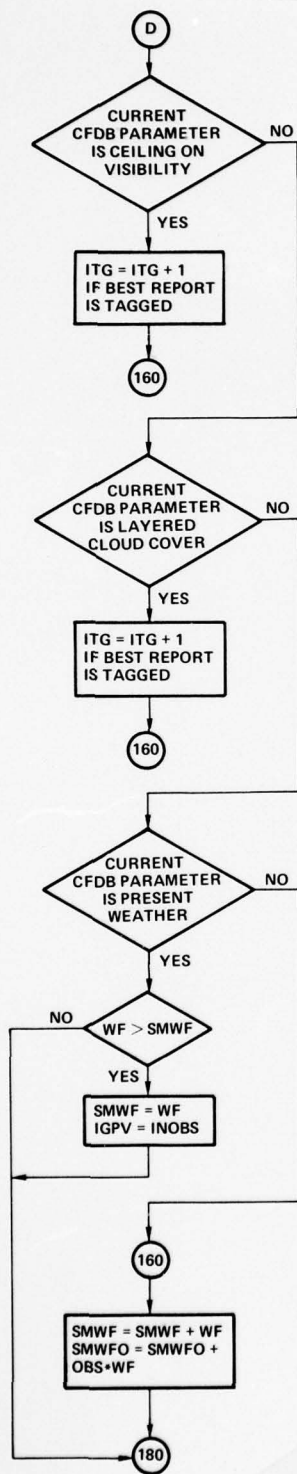 D
CURRENT
CFDB PARAMETER
IS CEILING ON
VISIBILITY
NO
YES
ITG = ITG + 1
IF BEST REPORT
IS TAGGED
160
CURRENT
CFDB PARAMETER
IS LAYERED
CLOUD COVER
NO
YES
ITG = ITG + 1
IF BEST REPORT
IS TAGGED
160
CURRENT
CFDB PARAMETER
IS PRESENT
WEATHER
NO
YES
NO
WF > SMWF
YES
SMWF = WF
IGPV = INOBS
160
SMWF = SMWF + WF
SMWFO = SMWFO +
OBS•WF
180